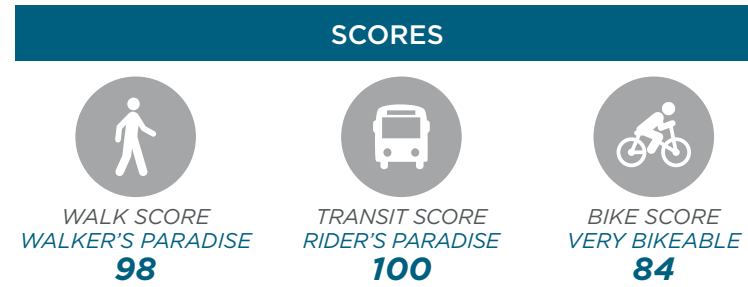 SCORES
WALK SCORE
WALKER'S PARADISE
98
TRANSIT SCORE
RIDER'S PARADISE
100
BIKE SCORE
VERY BIKEABLE
84